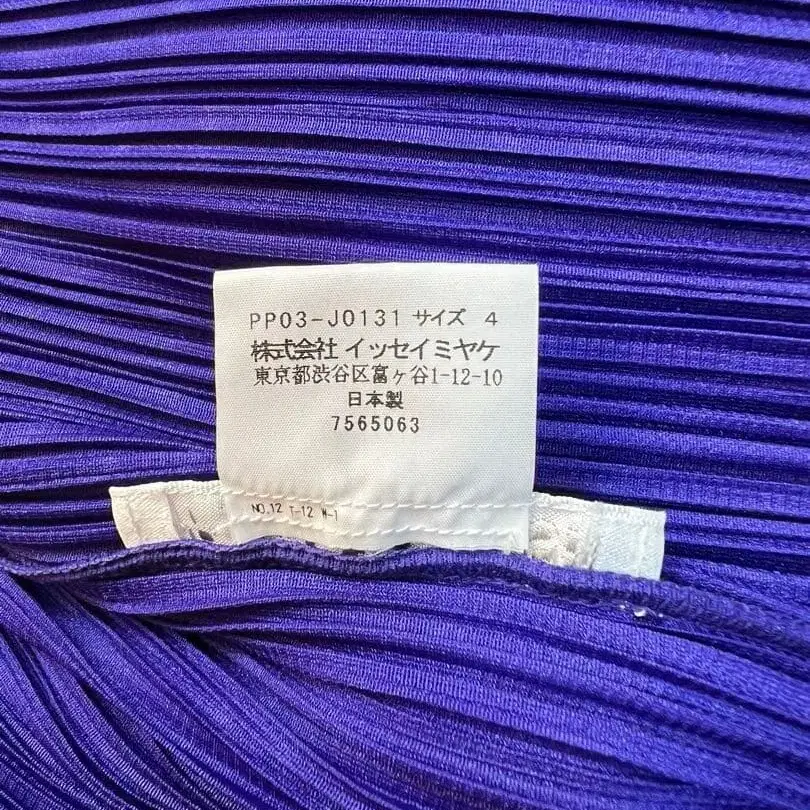 PP03-J0131 サイズ 4
株式会社 イッセイミヤケ
東京都渋谷区富ヶ谷1-12-10
日本製
7565063
NO.12 T-12 W-1